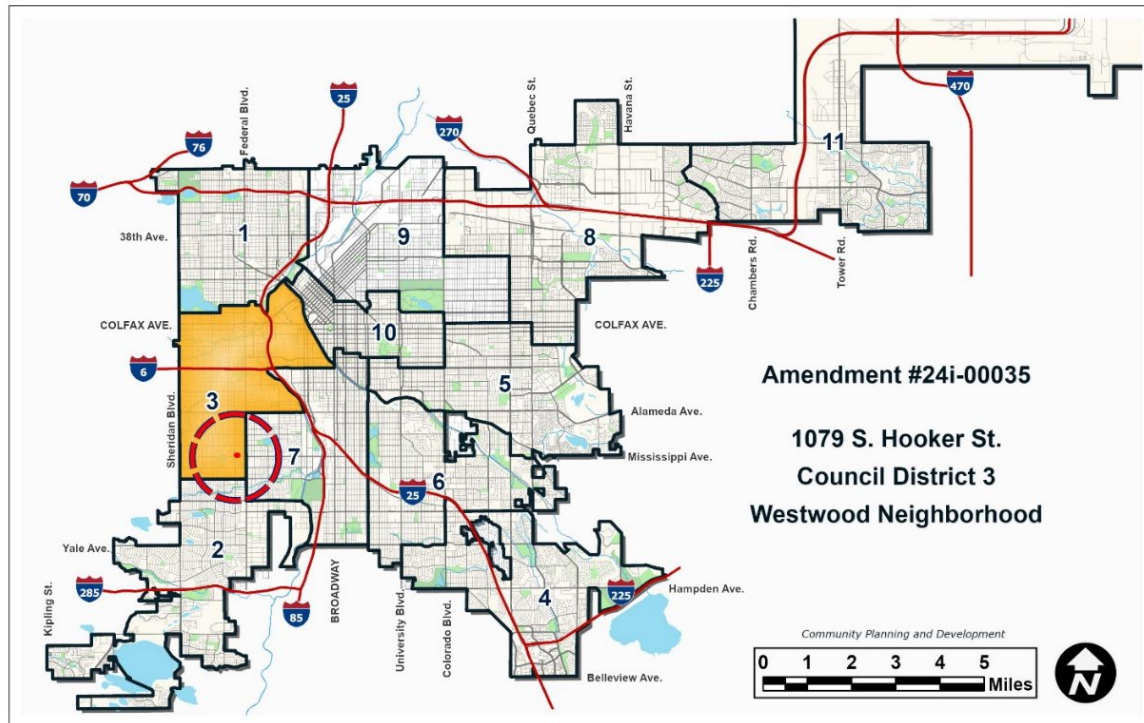 Federal Blvd.
25
270
Quebec St.
Havana St.
470
76
70
11
1
38th Ave.
9
8
225
Chambers Rd.
Tower Rd.
COLFAX AVE.
10
COLFAX AVE.
6
5
Amendment #24i-00035
3
Sheridan Blvd.
Alameda Ave.
1079 S. Hooker St.
7
Mississippi Ave.
Council District 3
6
25
Westwood Neighborhood
Yale Ave.
2
Kipling St.
285
85
BROADWAY
University Blvd.
Colorado Blvd.
4
225
Hampden Ave.
Belleview Ave.
Community Planning and Development
0 1 2 3 4 5
Miles
N